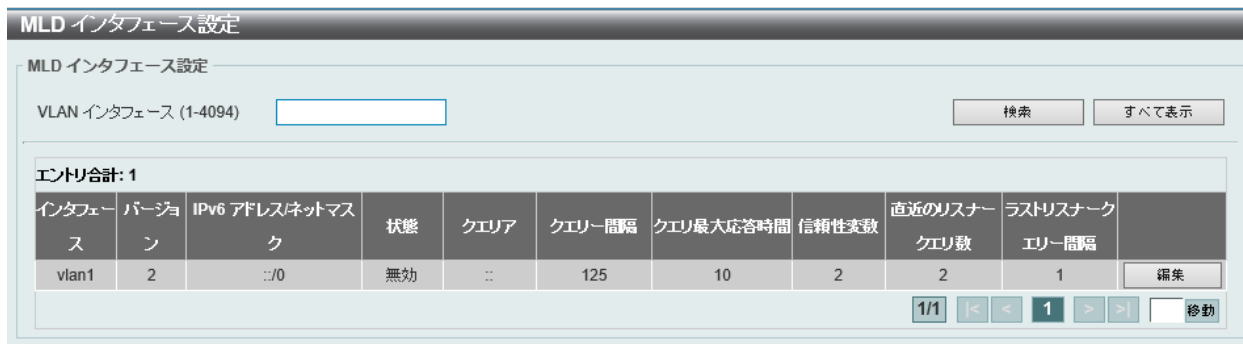 MLD インタフェース設定
MLD インタフェース設定
VLAN インタフェース (1-4094)
検索
すべて表示
エントリ合計: 1
インタフェース バージョン IPv6 アドレス/ネットマスク 状態 クエリア クエリー間隔 クエリ最大応答時間 信頼性変数 直近のリスナークエリ数 ラストリスナークエリー間隔
vlan1 2 ::/0 無効 :: 125 10 2 2 1 編集
1/1 |< < 1 > >| 移動